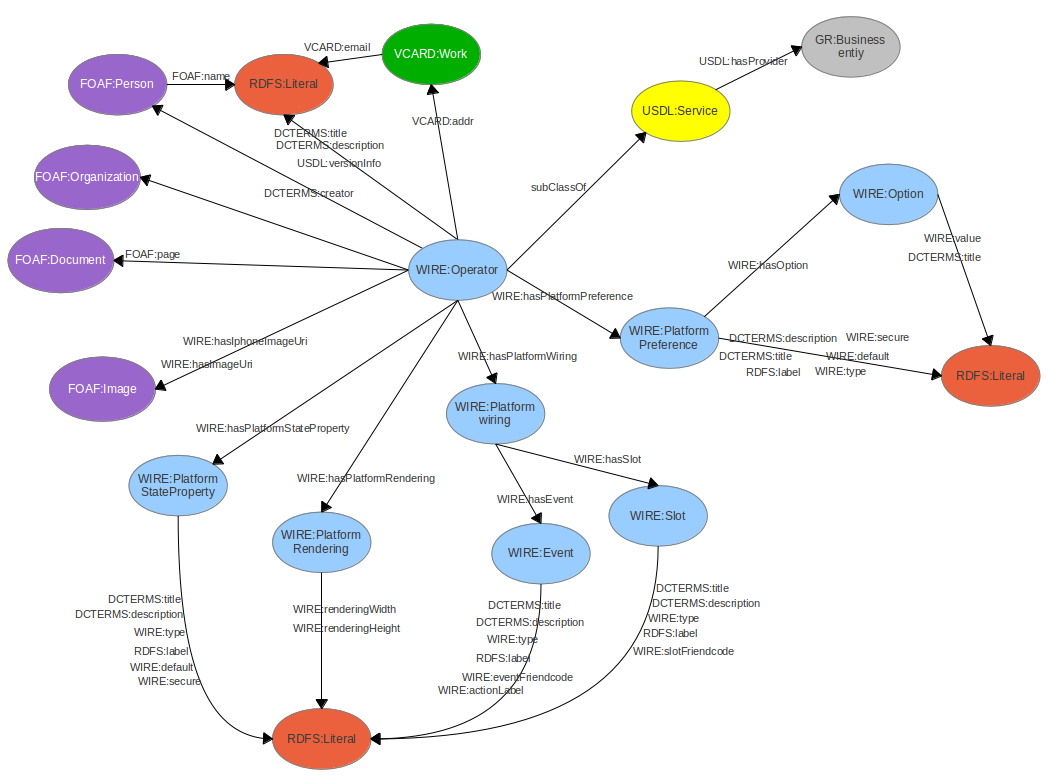 GR:Business
entiy
VCARD:email
VCARD:Work
USDL:hasProvider
FOAF:Person
FOAF:name
RDFS:Literal
USDL:Service
VCARD:addr
DCTERMS:title
DCTERMS:description
USDL:versionInfo
FOAF:Organization
DCTERMS:creator
subClassOf
WIRE:Option
WIRE:value
DCTERMS:title
FOAF:Document
FOAF:page
WIRE:Operator
WIRE:hasOption
WIRE:hasPlatformPreference
WIRE:Platform
Preference
DCTERMS:description
WIRE:secure
DCTERMS:title
WIRE:default
RDFS:label
WIRE:type
RDFS:Literal
WIRE:hasIphoneImageUri
WIRE:hasImageUri
WIRE:hasPlatformWiring
FOAF:Image
WIRE:Platform
wiring
WIRE:hasPlatformStateProperty
WIRE:hasSlot
WIRE:Platform
StateProperty
WIRE:hasPlatformRendering
WIRE:hasEvent
WIRE:Slot
WIRE:Platform
Rendering
WIRE:Event
DCTERMS:title
DCTERMS:description
WIRE:type
RDFS:label
WIRE:default
WIRE:secure
WIRE:renderingWidth
WIRE:renderingHeight
DCTERMS:title
DCTERMS:description
WIRE:type
RDFS:label
WIRE:eventFriendcode
WIRE:actionLabel
DCTERMS:title
DCTERMS:description
WIRE:type
RDFS:label
WIRE:slotFriendcode
RDFS:Literal